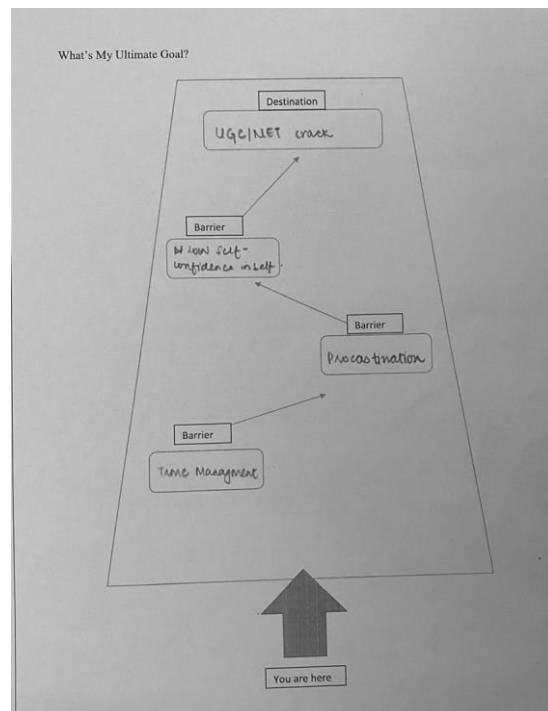 What's My Ultimate Goal?
Destination
UGC/NET crack
Barrier
low self-
confidence in self.
Barrier
Procastination
Barrier
Time Managment
You are here